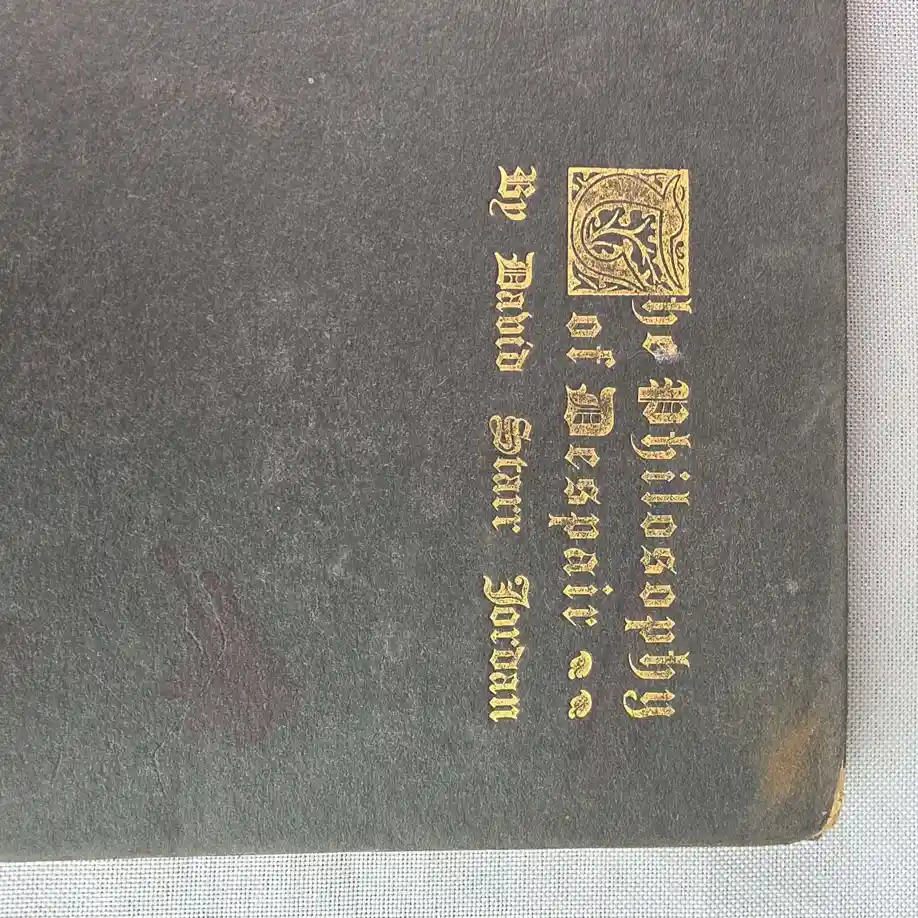 The Philosophy
of Despair
By David Starr Jordan